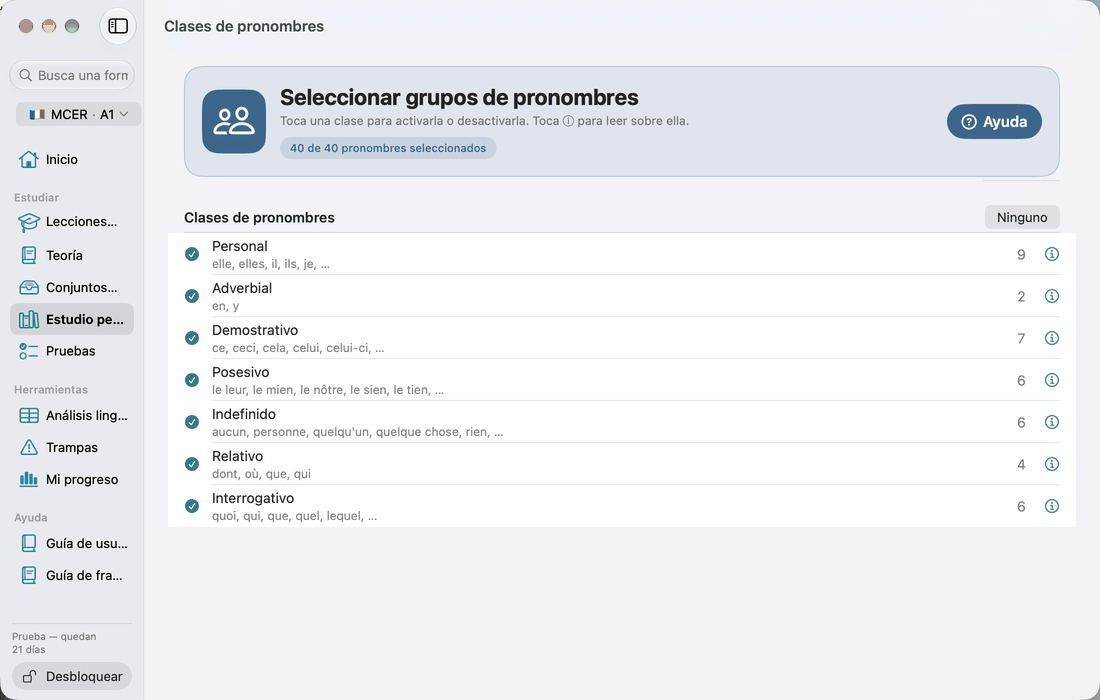 Clases de pronombres
Busca una forn
MCER · A1
Inicio
Estudiar
Lecciones...
Teoría
Conjuntos...
Estudio pe...
Pruebas
Herramientas
Análisis ling...
Trampas
Mi progreso
Ayuda
Guía de usu...
Guía de fra...
Prueba — quedan
21 días
Desbloquear
Seleccionar grupos de pronombres
Toca una clase para activarla o desactivarla. Toca ⓘ para leer sobre ella.
40 de 40 pronombres seleccionados
Ayuda
Clases de pronombres
Ninguno
Personal
elle, elles, il, ils, je, ...
9
Adverbial
en, y
2
Demostrativo
ce, ceci, cela, celui, celui-ci, ...
7
Posesivo
le leur, le mien, le nôtre, le sien, le tien, ...
6
Indefinido
aucun, personne, quelqu'un, quelque chose, rien, ...
6
Relativo
dont, où, que, qui
4
Interrogativo
quoi, qui, que, quel, lequel, ...
6